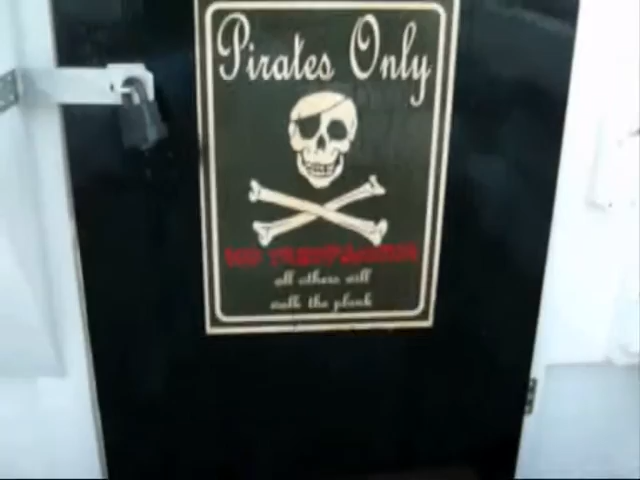 Pirates Only
NO TRESPASSING
all others will
walk the plank